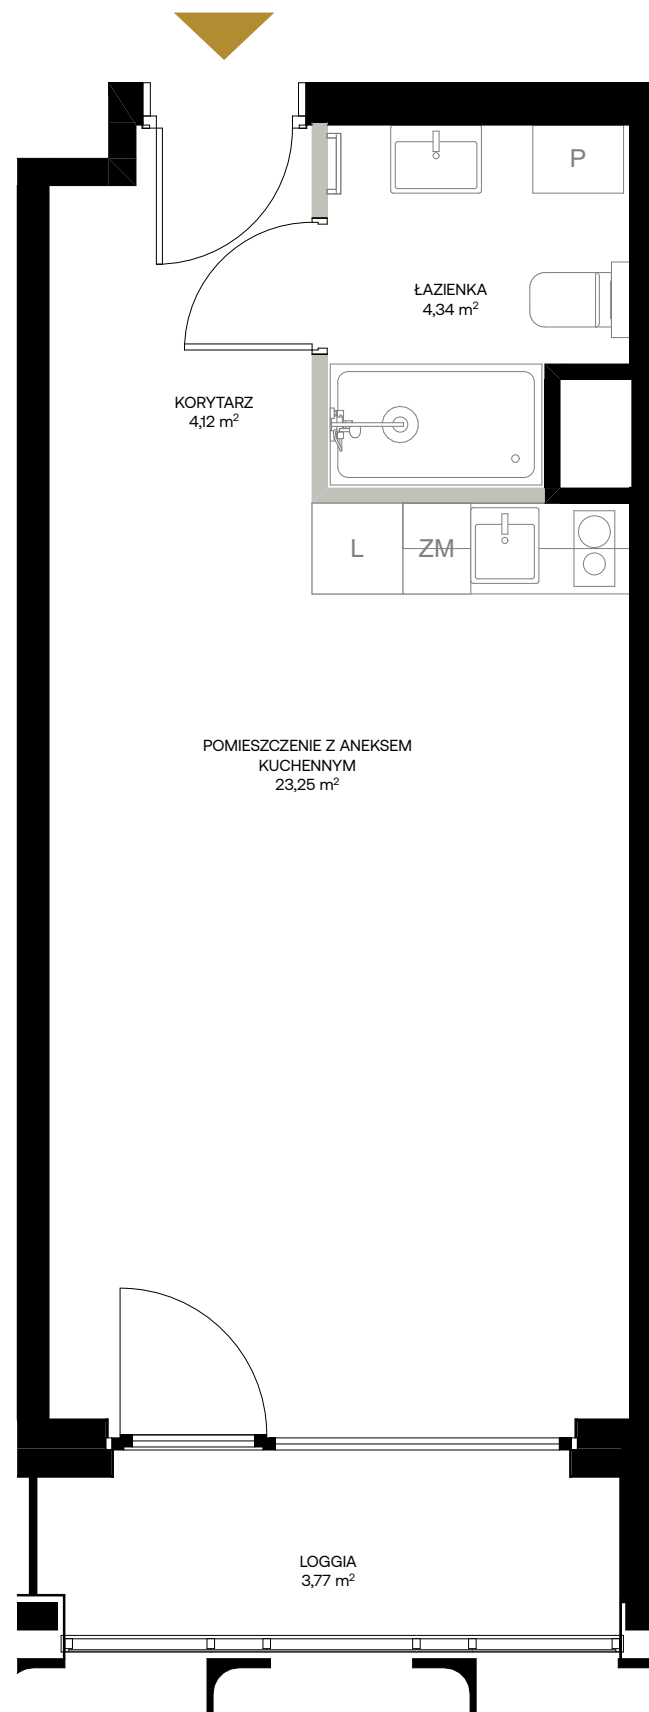 P
ŁAZIENKA
4,34 m²
KORYTARZ
4,12 m²
L
ZM
POMIESZCZENIE Z ANEKSEM
KUCHENNYM
23,25 m²
LOGGIA
3,77 m²